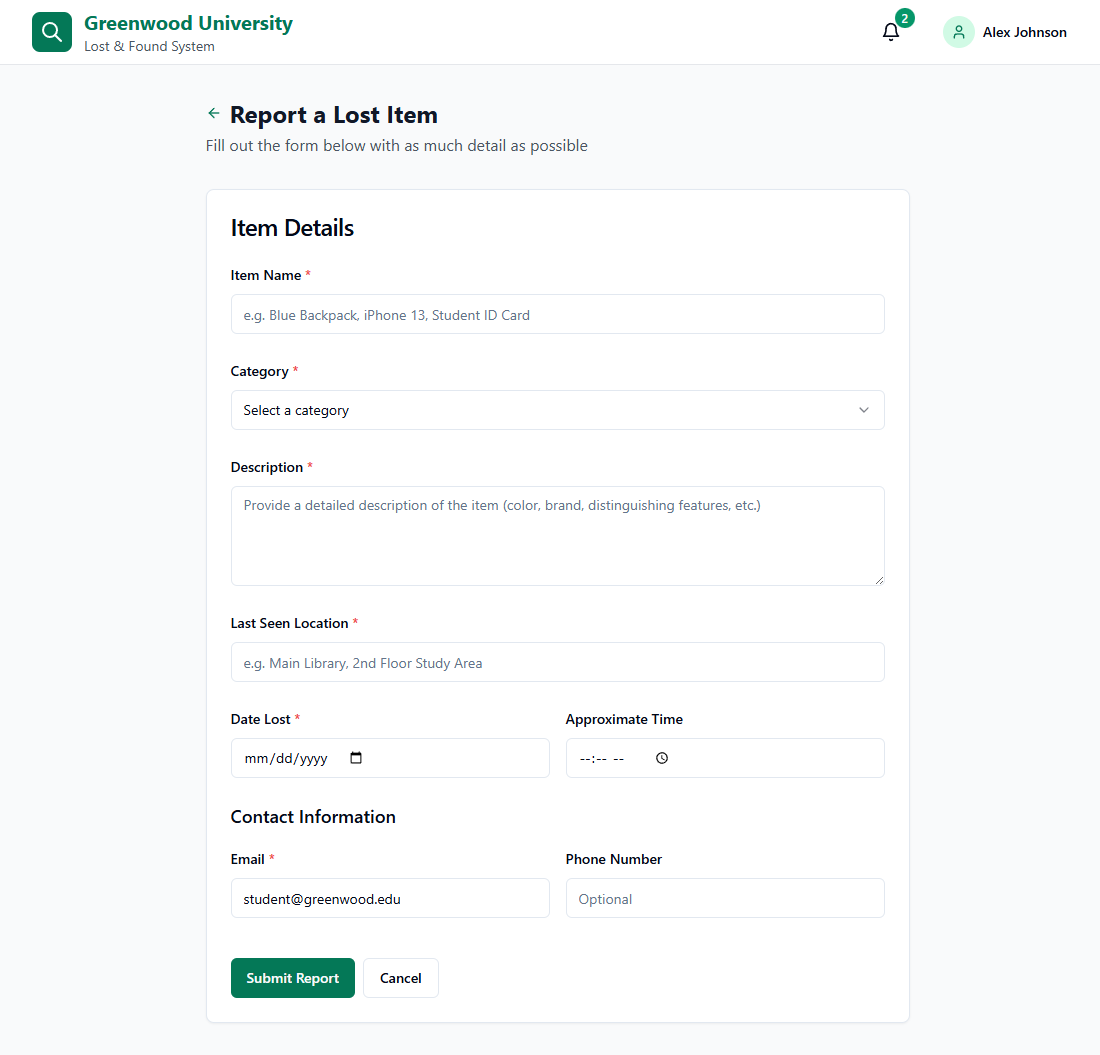 Greenwood University
Lost & Found System
2
Alex Johnson
Report a Lost Item
Fill out the form below with as much detail as possible
Item Details
Item Name *
e.g. Blue Backpack, iPhone 13, Student ID Card
Category *
Select a category
Description *
Provide a detailed description of the item (color, brand, distinguishing features, etc.)
Last Seen Location *
e.g. Main Library, 2nd Floor Study Area
Date Lost *
Approximate Time
mm/dd/yyyy
--:-- --
Contact Information
Email *
Phone Number
student@greenwood.edu
Optional
Submit Report
Cancel